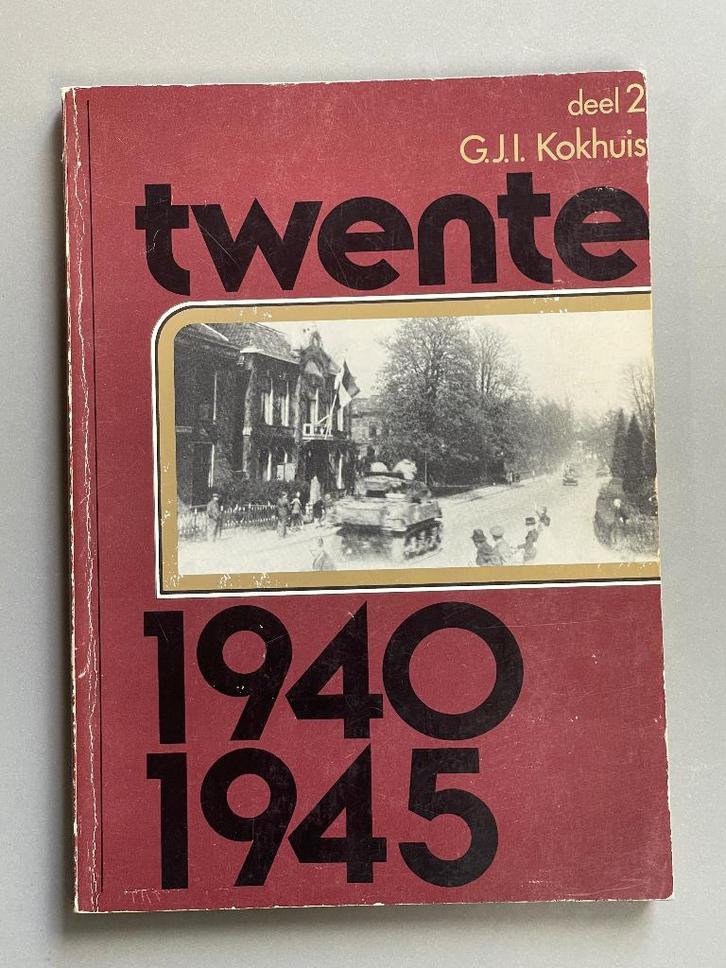 deel 2
G.J.I. Kokhuis
twente
1940
1945